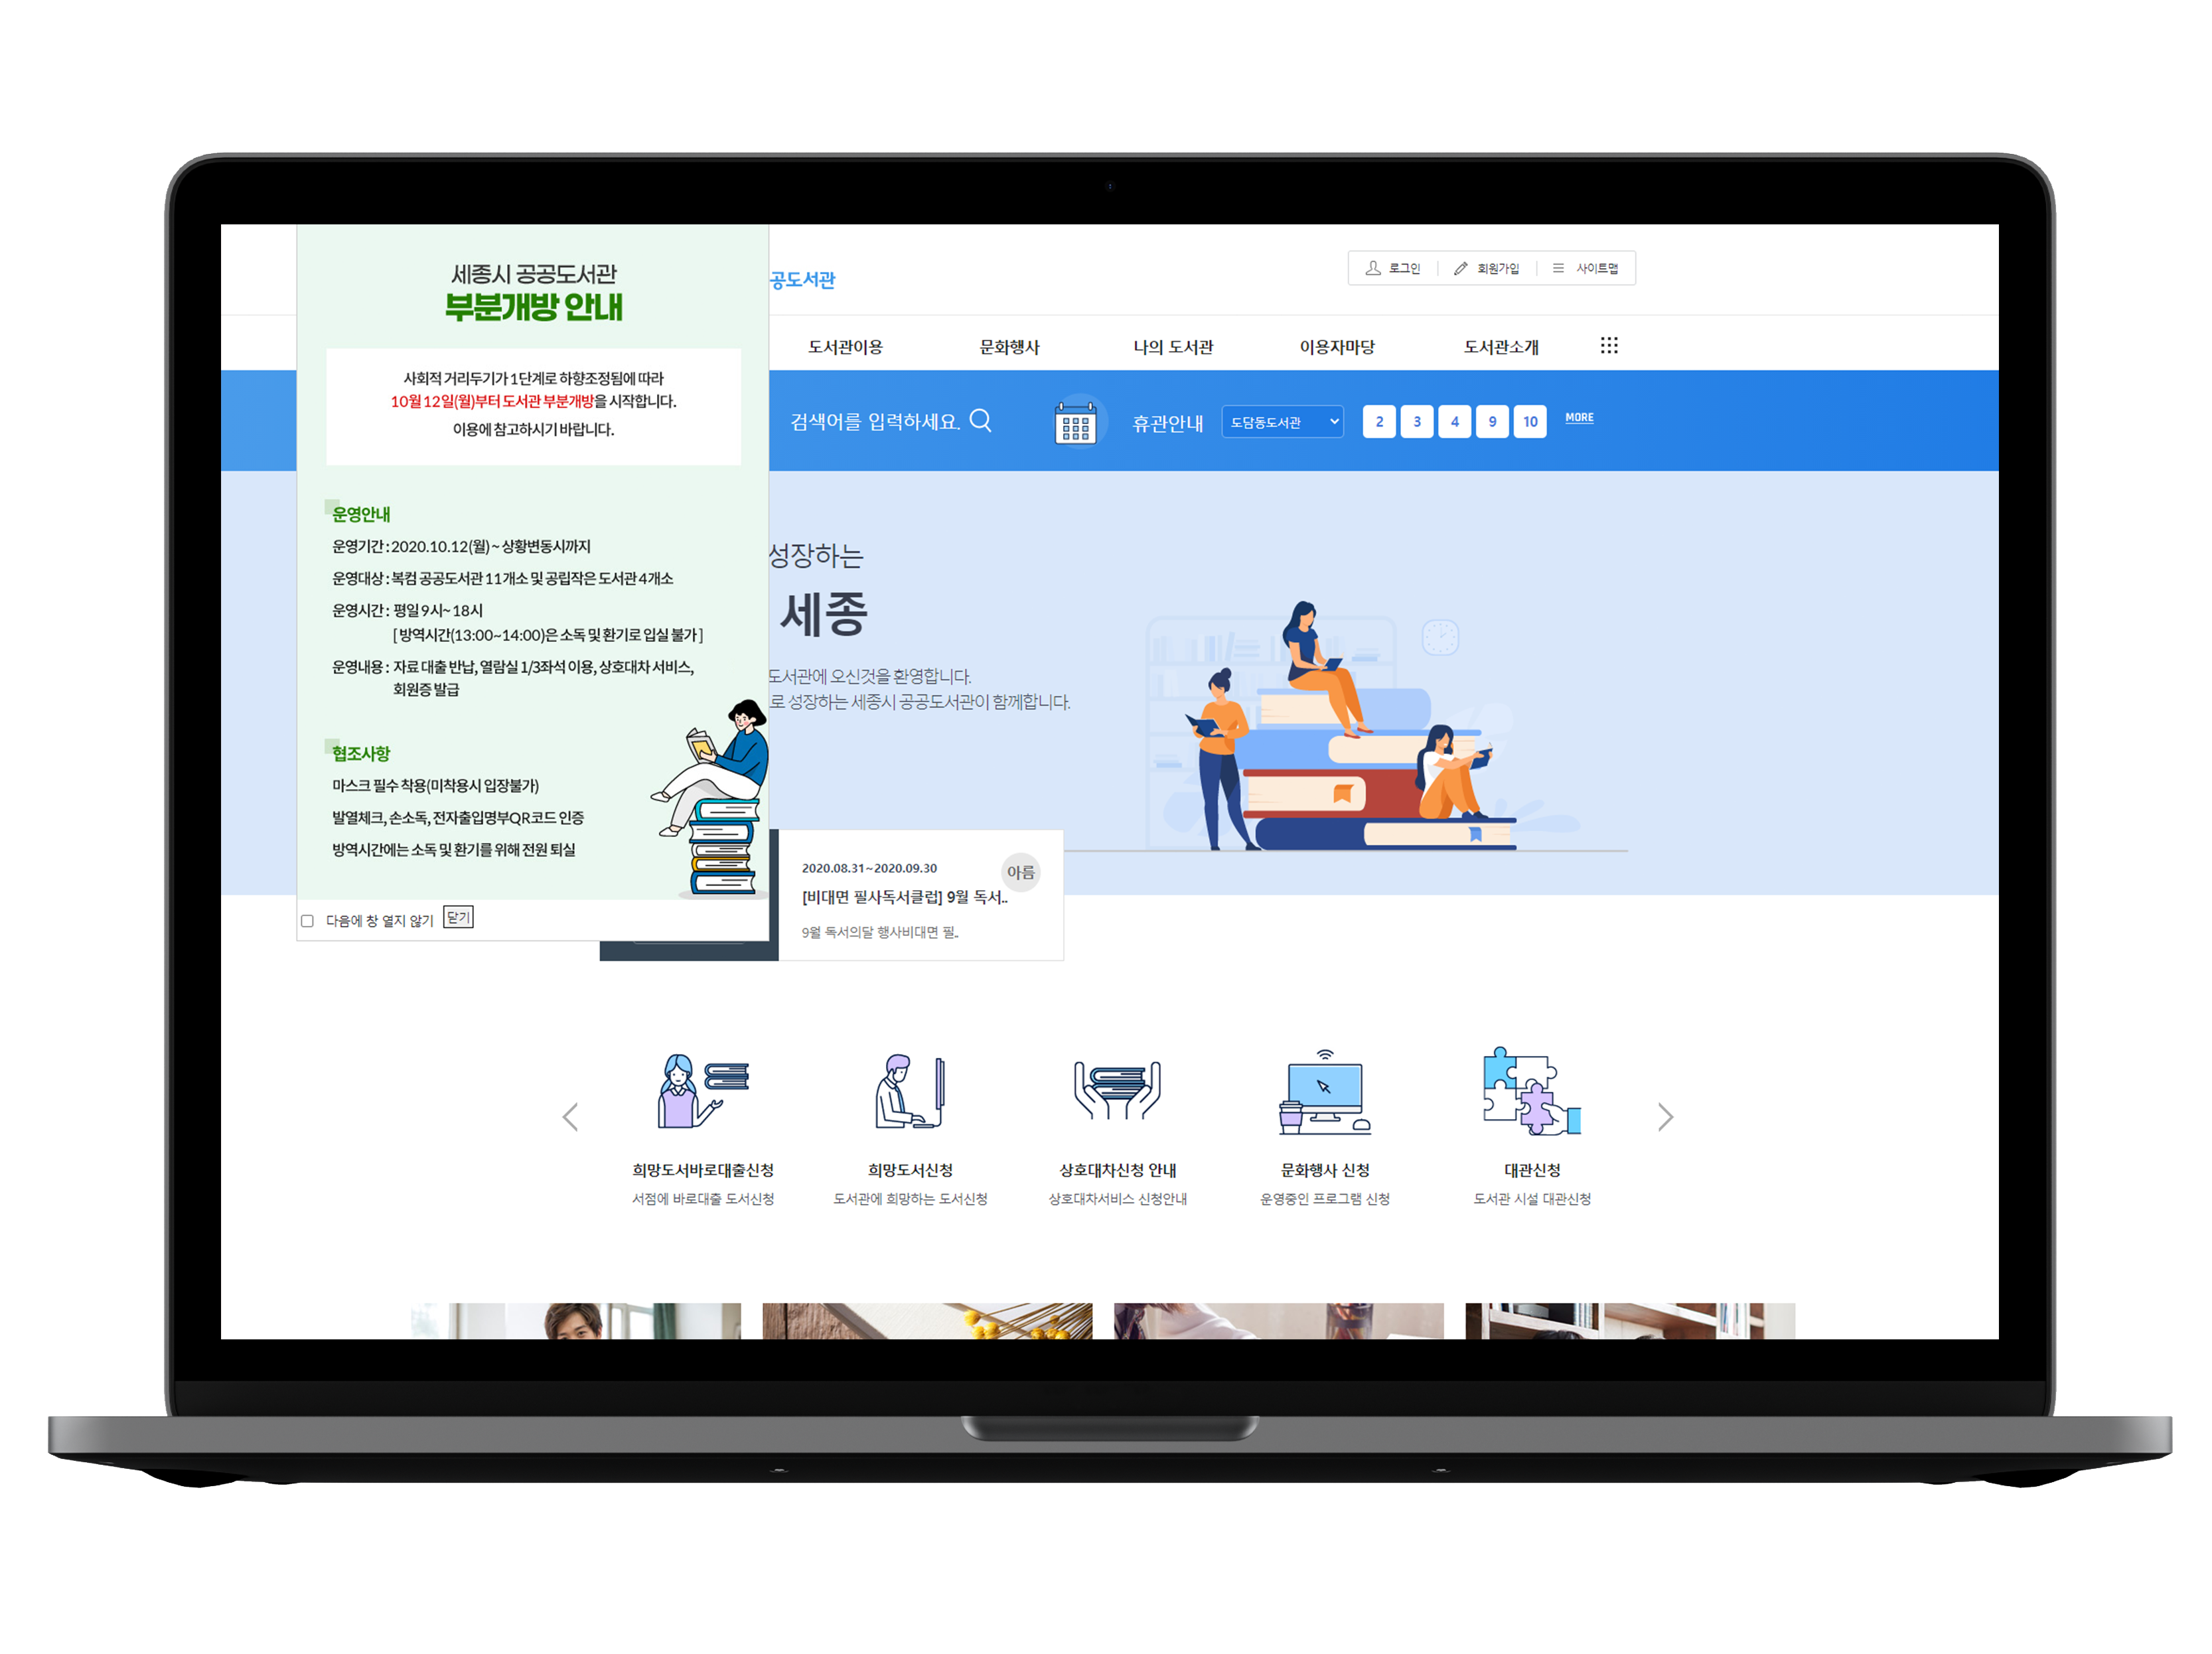 세종시 공공도서관
부분개방 안내
사회적 거리두기가 1단계로 하향조정됨에 따라
10월 12일(월)부터 도서관 부분개방을 시작합니다.
이용에 참고하시기 바랍니다.
운영안내
운영기간 : 2020.10.12(월) ~ 상황변동시까지
운영대상 : 복컴 공공도서관 11개소 및 공립작은 도서관 4개소
운영시간 : 평일 9시 ~ 18시
[ 방역시간(13:00~14:00)은 소독 및 환기로 입실 불가 ]
운영내용 : 자료 대출 반납, 열람실 1/3좌석 이용, 상호대차 서비스,
회원증 발급
협조사항
마스크 필수 착용(미착용시 입장불가)
발열체크, 손소독, 전자출입명부QR코드 인증
방역시간에는 소독 및 환기를 위해 전원 퇴실
다음에 창 열지 않기 닫기
공도서관
로그인 회원가입 사이트맵
도서관이용 문화행사 나의 도서관 이용자마당 도서관소개
검색어를 입력하세요. 휴관안내 도담동도서관 2 3 4 9 10 MORE
성장하는
세종
도서관에 오신것을 환영합니다.
로 성장하는 세종시 공공도서관이 함께합니다.
2020.08.31~2020.09.30
아름
[비대면 필사독서클럽] 9월 독서..
9월 독서의달 행사비대면 필..
희망도서바로대출신청 희망도서신청 상호대차신청 안내 문화행사 신청 대관신청
서점에 바로대출 도서신청 도서관에 희망하는 도서신청 상호대차서비스 신청안내 운영중인 프로그램 신청 도서관 시설 대관신청